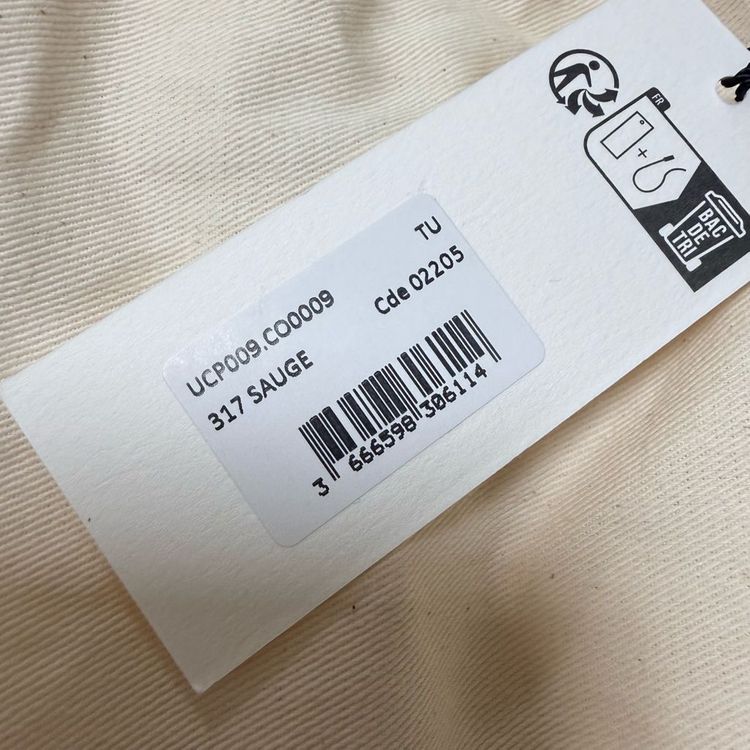 FR
BAC
DE
TRI
TU
UCP009.CO0009 Cde 02205
317 SAUGE
3 666598 306114